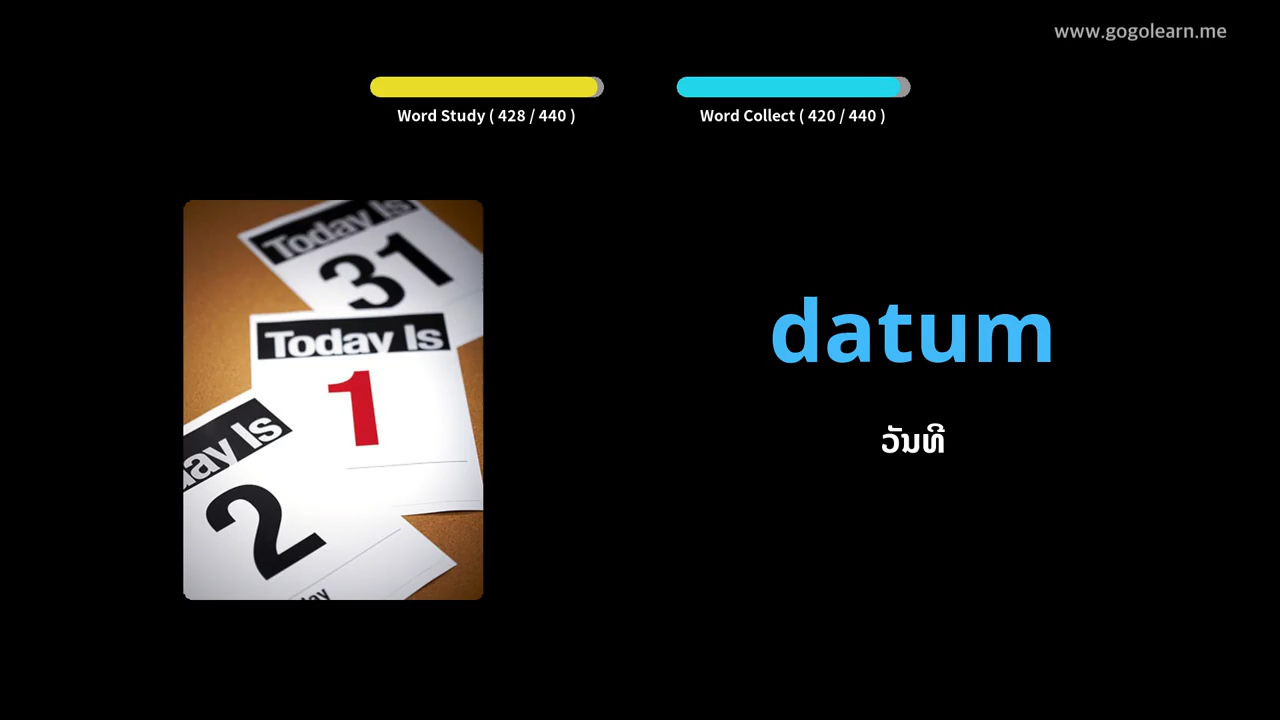 www.gogolearn.me
Word Study ( 428 / 440 )
Word Collect ( 420 / 440 )
Today Is
31
Today Is
1
ay Is
2
datum
ວັນທີ